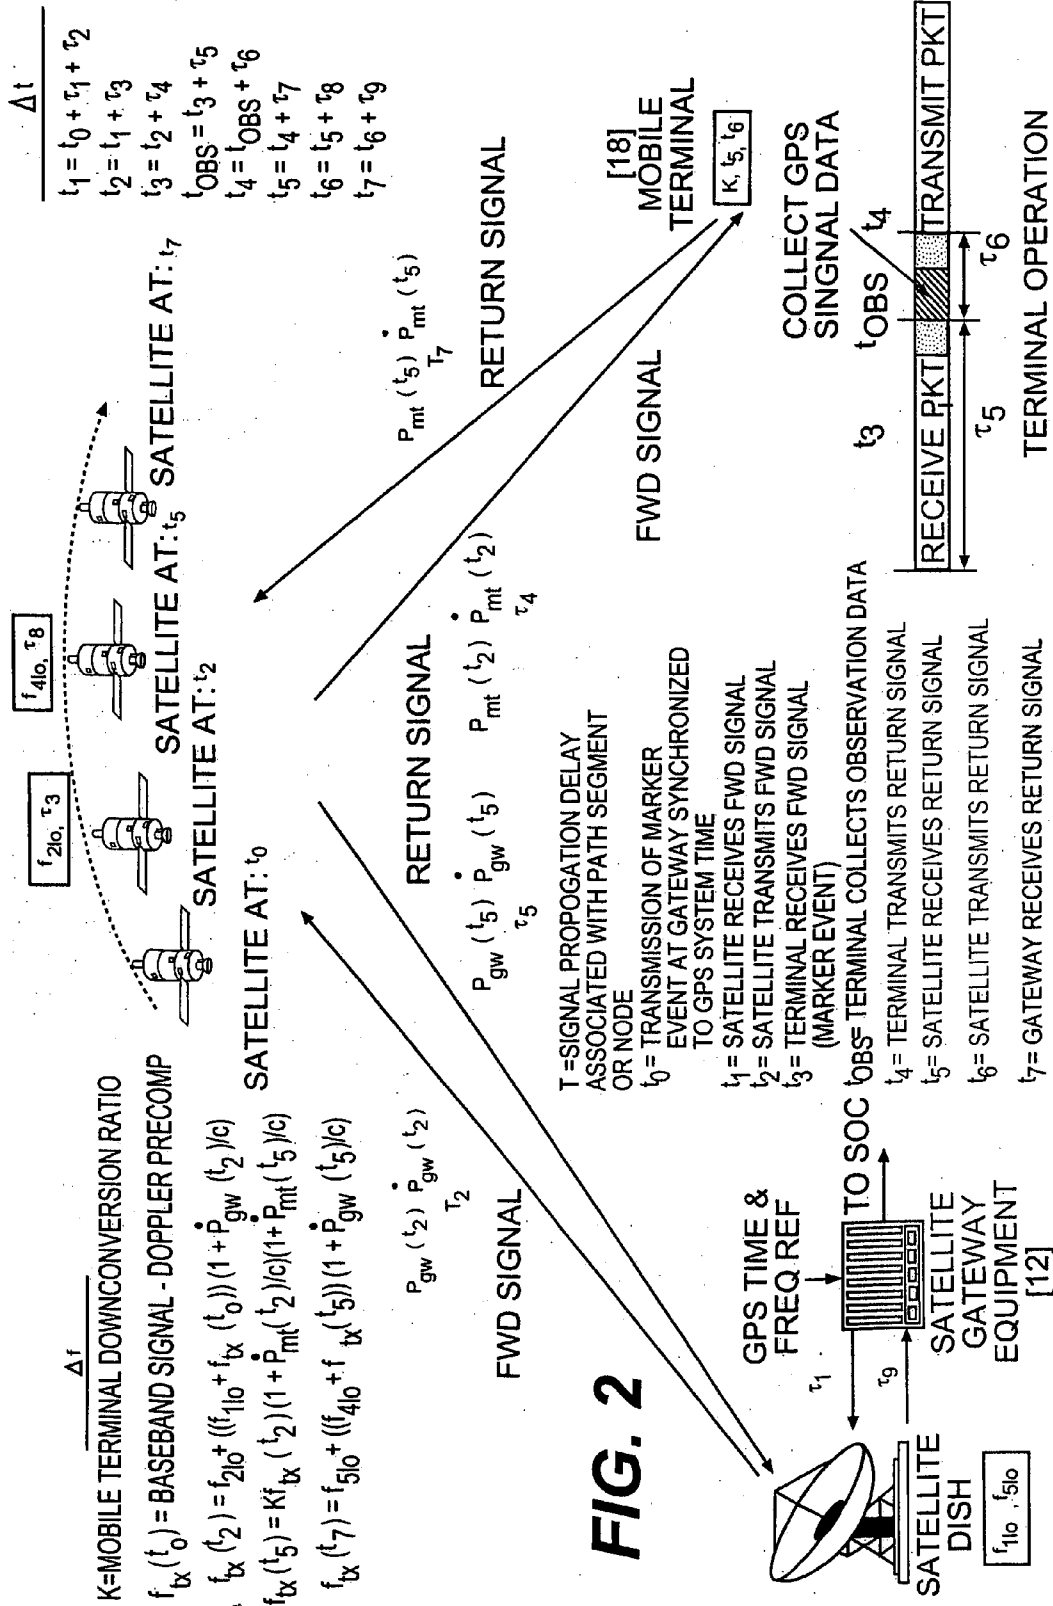 Δf
K=MOBILE TERMINAL DOWNCONVERSION RATIO
f_tx (t_o) = BASEBAND SIGNAL - DOPPLER PRECOMP
f_tx (t_2) = f_2lo + ((f_1lo + f_tx (t_0)) (1 + Ṗ_gw (t_2)/c)
f_tx (t_5) = Kf_tx (t_2) (1 + Ṗ_mt (t_2)/c)(1+Ṗ_mt (t_5)/c)
f_tx (t_7) = f_5lo + ((f_4lo + f_tx (t_5)) (1 + Ṗ_gw (t_5)/c)
f_2lo, τ_3
f_4lo, τ_8
SATELLITE AT: t_0
SATELLITE AT: t_2
SATELLITE AT: t_5
SATELLITE AT: t_7
Δt
t_1 = t_0 + τ_1 + τ_2
t_2 = t_1 + τ_3
t_3 = t_2 + τ_4
t_OBS = t_3 + τ_5
t_4 = t_OBS + τ_6
t_5 = t_4 + τ_7
t_6 = t_5 + τ_8
t_7 = t_6 + τ_9
P_gw (t_2) Ṗ_gw (t_2)
T_2
FWD SIGNAL
RETURN SIGNAL
P_gw (t_5) Ṗ_gw (t_5)
τ_5
P_mt (t_2) Ṗ_mt (t_2)
τ_4
FWD SIGNAL
P_mt (t_5) Ṗ_mt (t_5)
T_7
RETURN SIGNAL
[18]
MOBILE
TERMINAL
K, t_5, t_6
FIG. 2
T =SIGNAL PROPOGATION DELAY
ASSOCIATED WITH PATH SEGMENT
OR NODE
t_0 = TRANSMISSION OF MARKER
EVENT AT GATEWAY SYNCHRONIZED
TO GPS SYSTEM TIME
t_1 = SATELLITE RECEIVES FWD SIGNAL
t_2 = SATELLITE TRANSMITS FWD SIGNAL
t_3 = TERMINAL RECEIVES FWD SIGNAL
(MARKER EVENT)
t_OBS = TERMINAL COLLECTS OBSERVATION DATA
t_4 = TERMINAL TRANSMITS RETURN SIGNAL
t_5 = SATELLITE RECEIVES RETURN SIGNAL
t_6 = SATELLITE TRANSMITS RETURN SIGNAL
t_7 = GATEWAY RECEIVES RETURN SIGNAL
GPS TIME &
FREQ REF
TO SOC
τ_1
τ_9
SATELLITE
DISH
f_1lo , f_5lo
SATELLITE
GATEWAY
EQUIPMENT
[12]
COLLECT GPS
SINGNAL DATA
t_3 t_OBS t_4
RECEIVE PKT TRANSMIT PKT
τ_5 τ_6
TERMINAL OPERATION